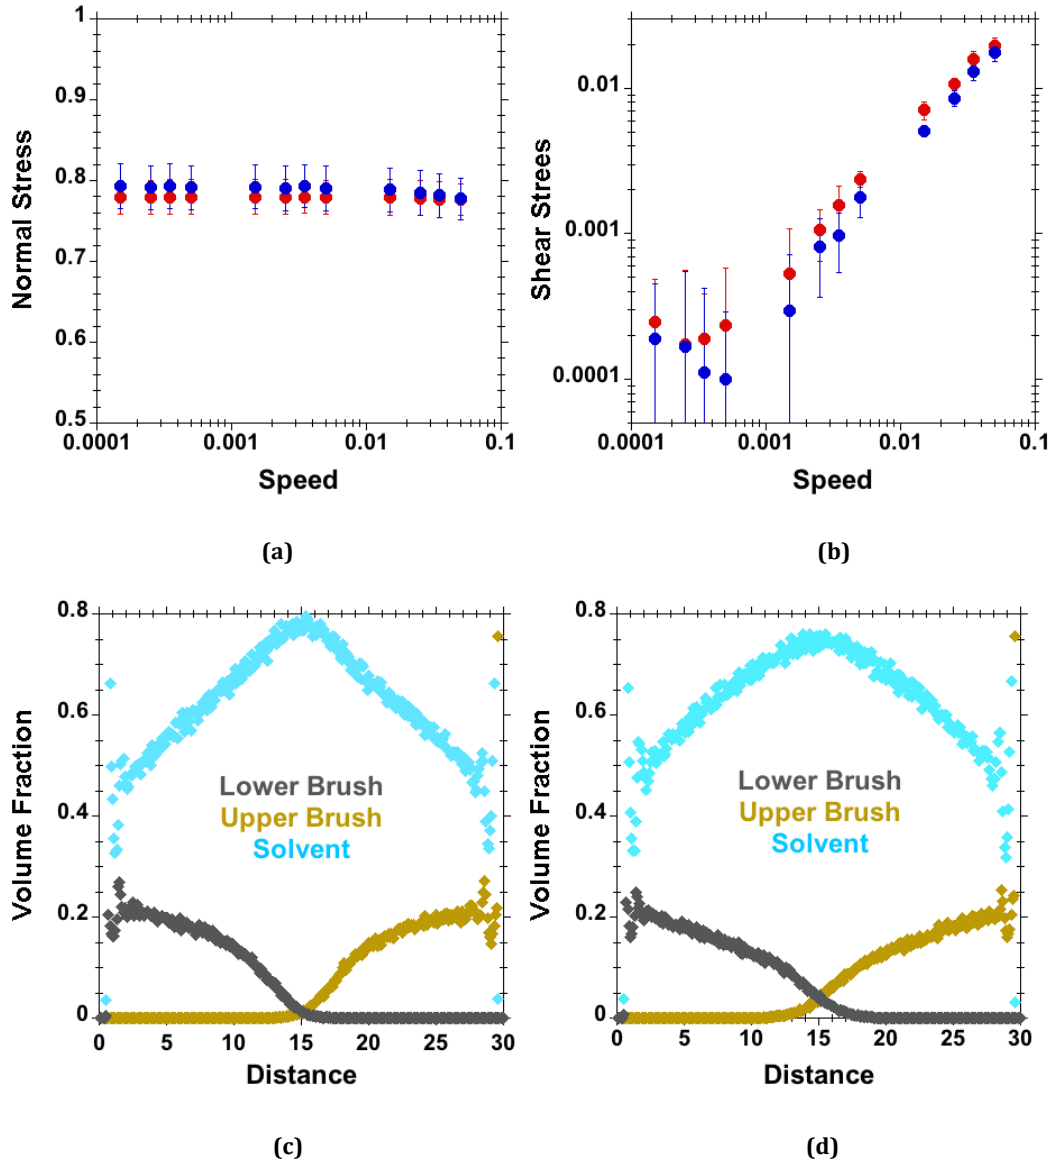 1
0.9
0.8
0.7
0.6
0.5
0.0001
0.001
0.01
0.1
Normal Stress
Speed
(a)
0.01
0.001
0.0001
0.0001
0.001
0.01
0.1
Shear Strees
Speed
(b)
0.8
0.6
0.4
0.2
0
0 5 10 15 20 25 30
Volume Fraction
Lower Brush
Upper Brush
Solvent
Distance
(c)
0.8
0.6
0.4
0.2
0
0 5 10 15 20 25 30
Volume Fraction
Lower Brush
Upper Brush
Solvent
Distance
(d)